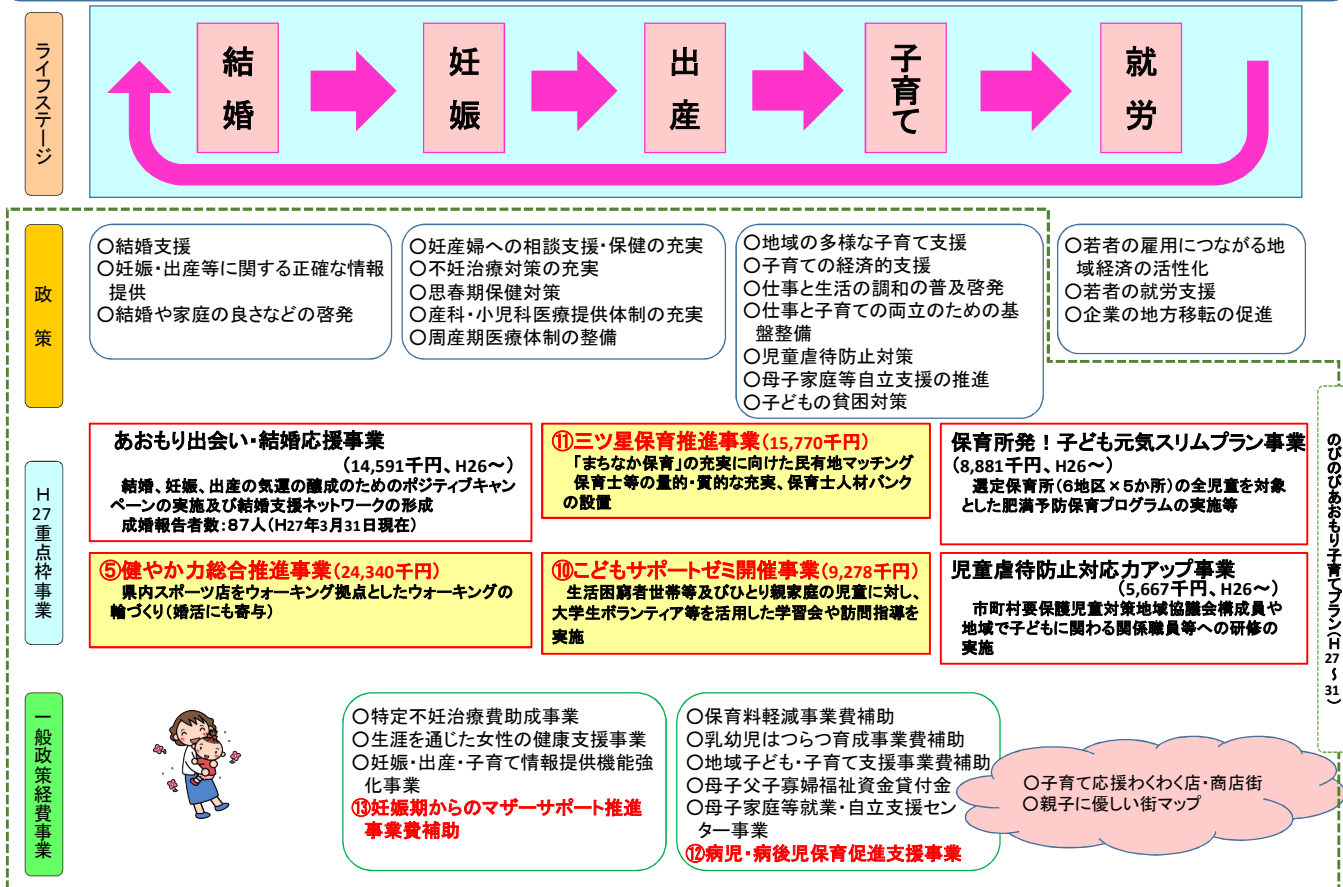 ライフステージ
結婚
妊娠
出産
子育て
就労
政策
○結婚支援
○妊娠・出産等に関する正確な情報
提供
○結婚や家庭の良さなどの啓発
○妊産婦への相談支援・保健の充実
○不妊治療対策の充実
○思春期保健対策
○産科・小児科医療提供体制の充実
○周産期医療体制の整備
○地域の多様な子育て支援
○子育ての経済的支援
○仕事と生活の調和の普及啓発
○仕事と子育ての両立のための基
盤整備
○児童虐待防止対策
○母子家庭等自立支援の推進
○子どもの貧困対策
○若者の雇用につながる地
域経済の活性化
○若者の就労支援
○企業の地方移転の促進
H27重点枠事業
あおもり出会い・結婚応援事業
(14,591千円、H26～)
結婚、妊娠、出産の気運の醸成のためのポジティブキャン
ペーンの実施及び結婚支援ネットワークの形成
成婚報告者数:87人(H27年3月31日現在)
⑪三ツ星保育推進事業(15,770千円)
「まちなか保育」の充実に向けた民有地マッチング
保育士等の量的・質的な充実、保育士人材バンク
の設置
保育所発！子ども元気スリムプラン事業
(8,881千円、H26～)
選定保育所(6地区×5か所)の全児童を対象
とした肥満予防保育プログラムの実施等
⑤健やか力総合推進事業(24,340千円)
県内スポーツ店をウォーキング拠点としたウォーキングの
輪づくり(婚活にも寄与)
⑩こどもサポートゼミ開催事業(9,278千円)
生活困窮者世帯等及びひとり親家庭の児童に対し、
大学生ボランティア等を活用した学習会や訪問指導を
実施
児童虐待防止対応力アップ事業
(5,667千円、H26～)
市町村要保護児童対策地域協議会構成員や
地域で子どもに関わる関係職員等への研修の
実施
のびのびあおもり子育てプラン(H27～31)
一般政策経費事業
○特定不妊治療費助成事業
○生涯を通じた女性の健康支援事業
○妊娠・出産・子育て情報提供機能強
化事業
⑬妊娠期からのマザーサポート推進
事業費補助
○保育料軽減事業費補助
○乳幼児はつらつ育成事業費補助
○地域子ども・子育て支援事業費補助
○母子父子寡婦福祉資金貸付金
○母子家庭等就業・自立支援セン
ター事業
⑫病児・病後児保育促進支援事業
○子育て応援わくわく店・商店街
○親子に優しい街マップ